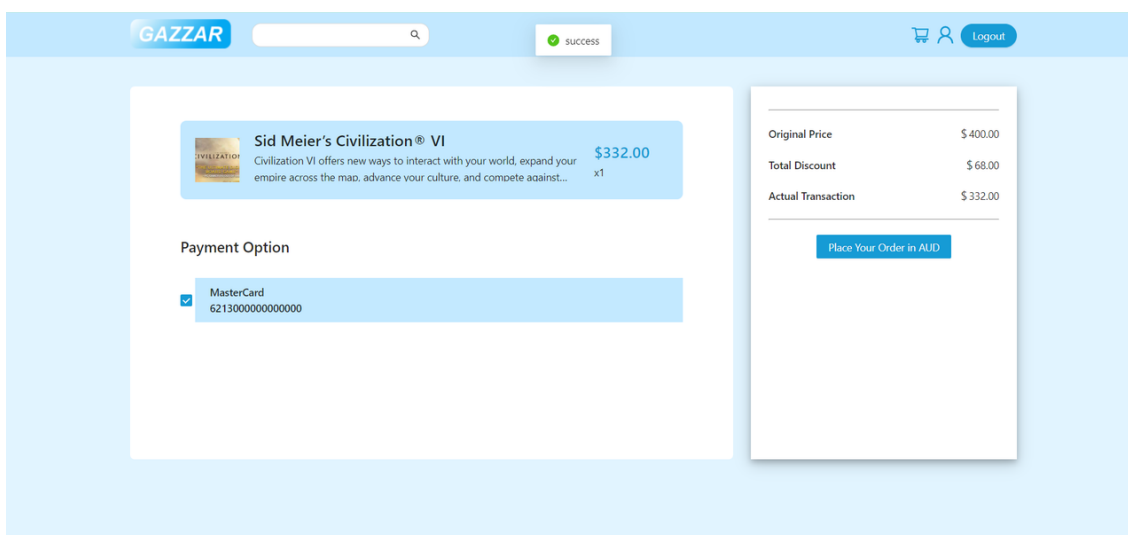 GAZZAR
success
Logout
Sid Meier's Civilization® VI
Civilization VI offers new ways to interact with your world, expand your
empire across the map, advance your culture, and compete against...
$332.00
x1
Payment Option
MasterCard
6213000000000000
Original Price
$ 400.00
Total Discount
$ 68.00
Actual Transaction
$ 332.00
Place Your Order in AUD